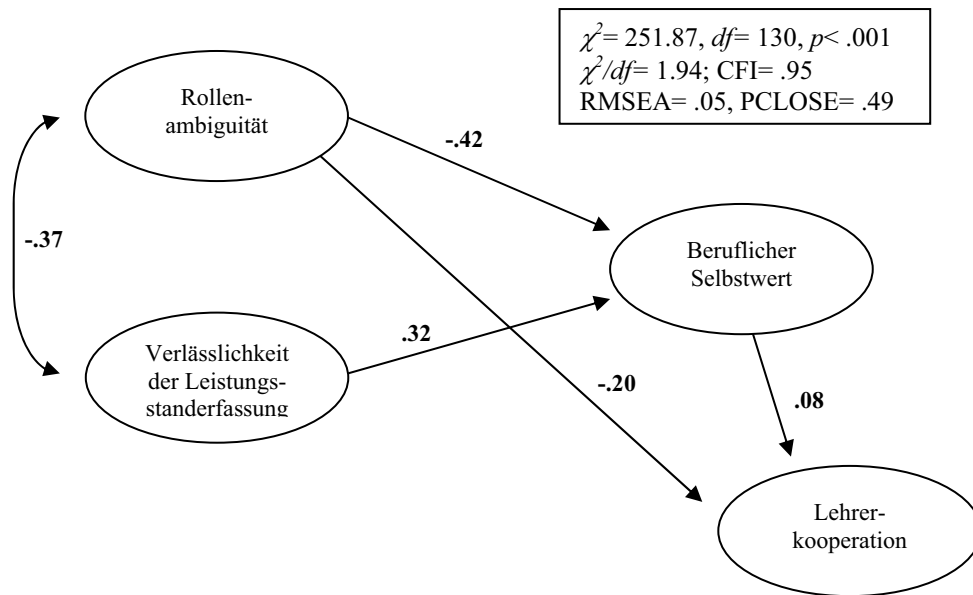 χ²= 251.87, df= 130, p< .001
χ²/df= 1.94; CFI= .95
RMSEA= .05, PCLOSE= .49
Rollen-
ambiguität
-.42
-.37
Beruflicher
Selbstwert
.32
Verlässlichkeit
der Leistungs-
standerfassung
-.20
.08
Lehrer-
kooperation